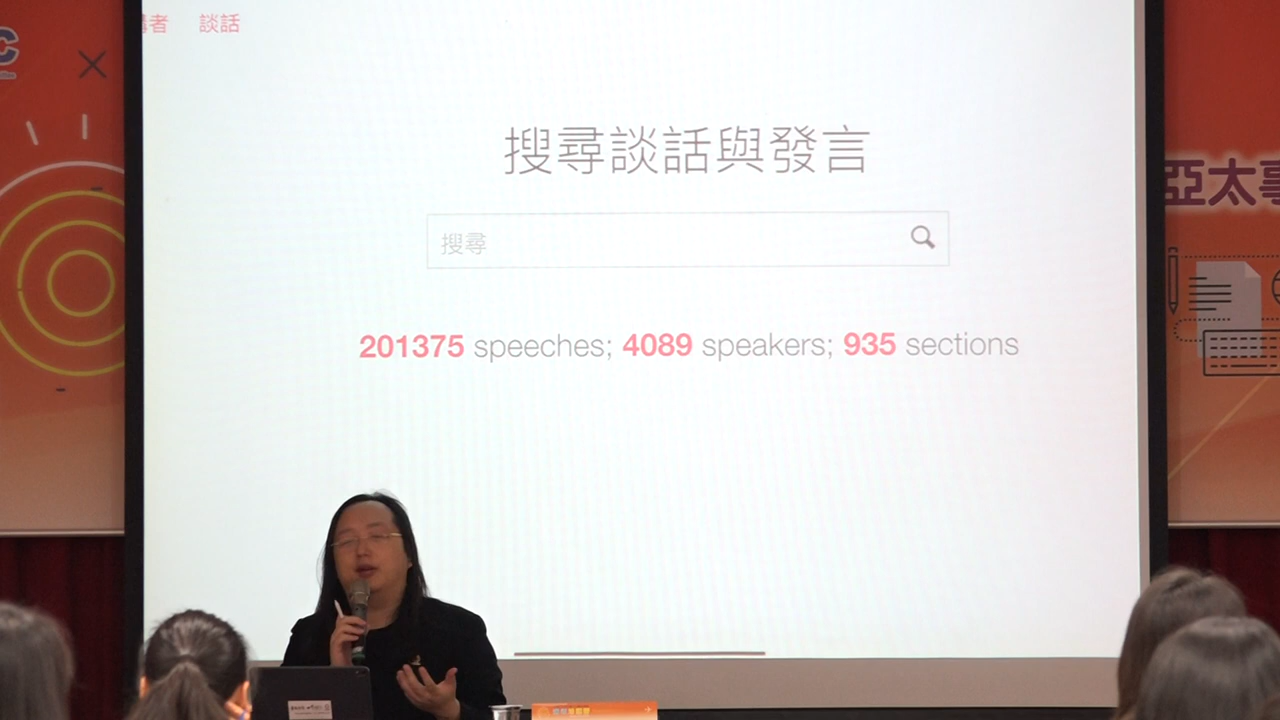 講者 談話
搜尋談話與發言
搜尋
201375 speeches; 4089 speakers; 935 sections
C
亞太事